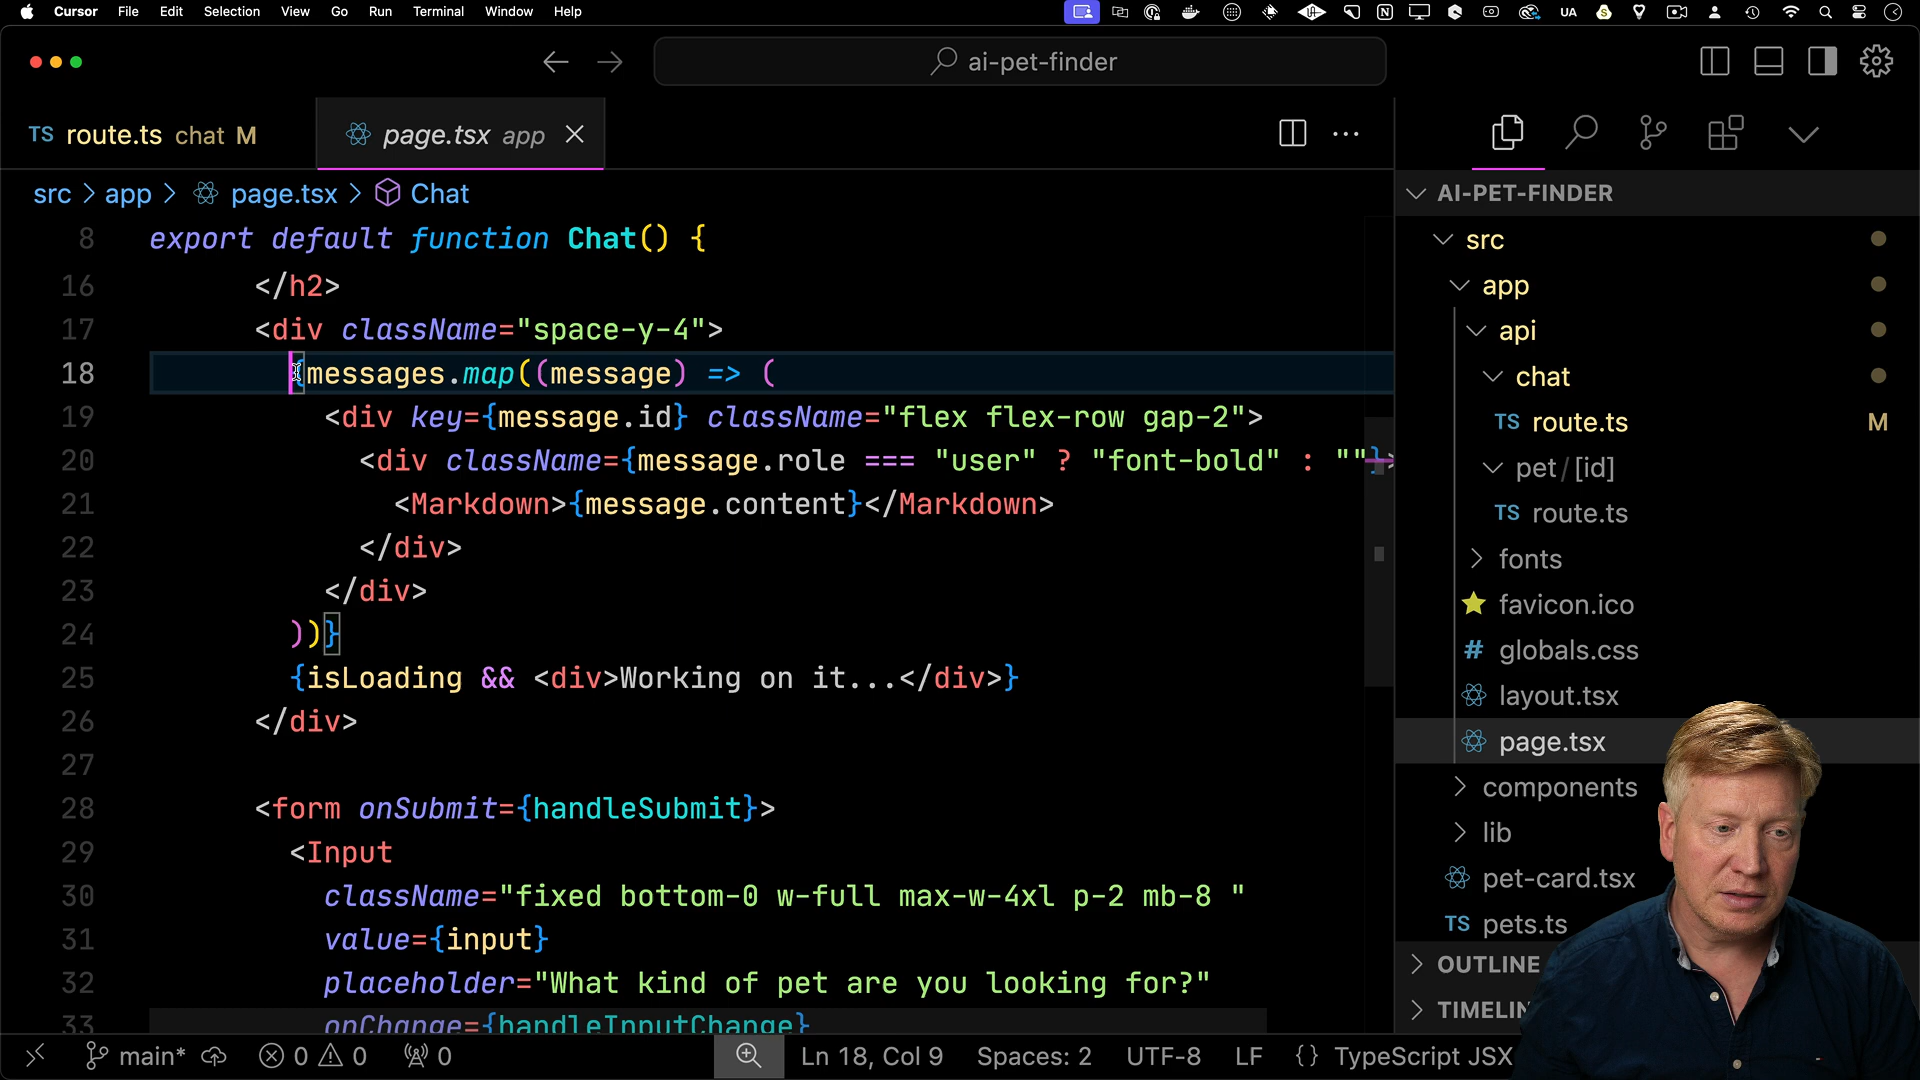 Cursor File Edit Selection View Go Run Terminal Window Help UA
ai-pet-finder
TS route.ts chat M page.tsx app
src > app > page.tsx > Chat
8 export default function Chat() {
16 </h2>
17 <div className="space-y-4">
18 {messages.map((message) => (
19 <div key={message.id} className="flex flex-row gap-2">
20 <div className={message.role === "user" ? "font-bold" : ""}>
21 <Markdown>{message.content}</Markdown>
22 </div>
23 </div>
24 ))}
25 {isLoading && <div>Working on it...</div>}
26 </div>
27
28 <form onSubmit={handleSubmit}>
29 <Input
30 className="fixed bottom-0 w-full max-w-4xl p-2 mb-8 "
31 value={input}
32 placeholder="What kind of pet are you looking for?"
33 onChange={handleInputChange}
AI-PET-FINDER
src
app
api
chat
TS route.ts M
pet/[id]
TS route.ts
fonts
favicon.ico
# globals.css
layout.tsx
page.tsx
components
lib
pet-card.tsx
TS pets.ts
OUTLINE
TIMELIN
main* 0 0 0 Ln 18, Col 9 Spaces: 2 UTF-8 LF {} TypeScript JSX